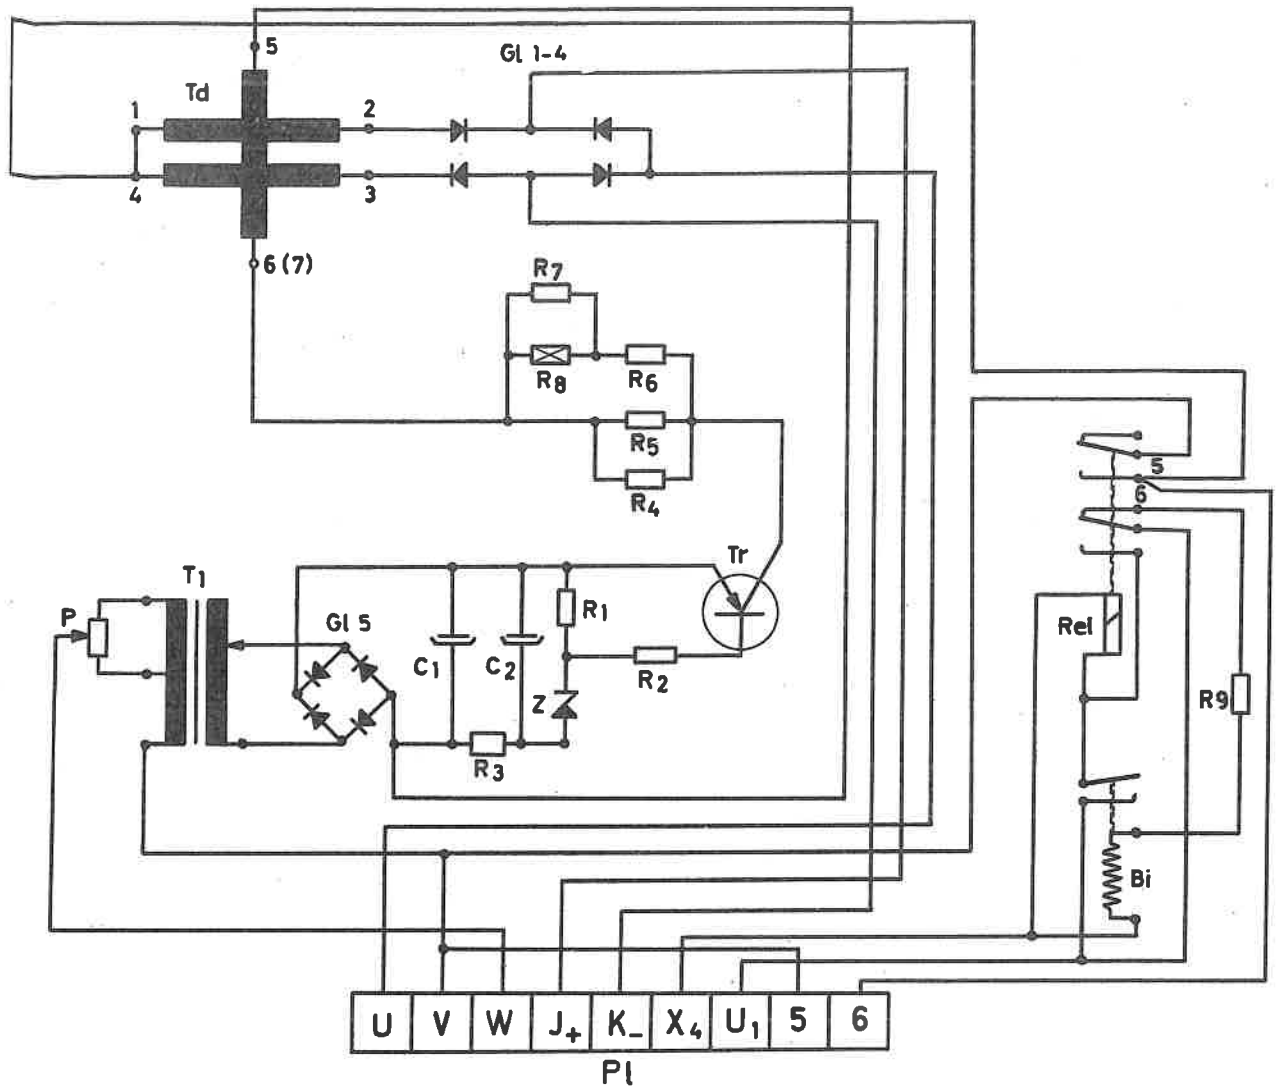 5
Gl 1-4
Td
1
2
4
3
6(7)
R7
R8
R6
R5
R4
5
6
Tr
T1
P
Gl 5
R1
C1
C2
R2
Rel
Z
R9
R3
Bi
U V W J+ K- X4 U1 5 6
Pl